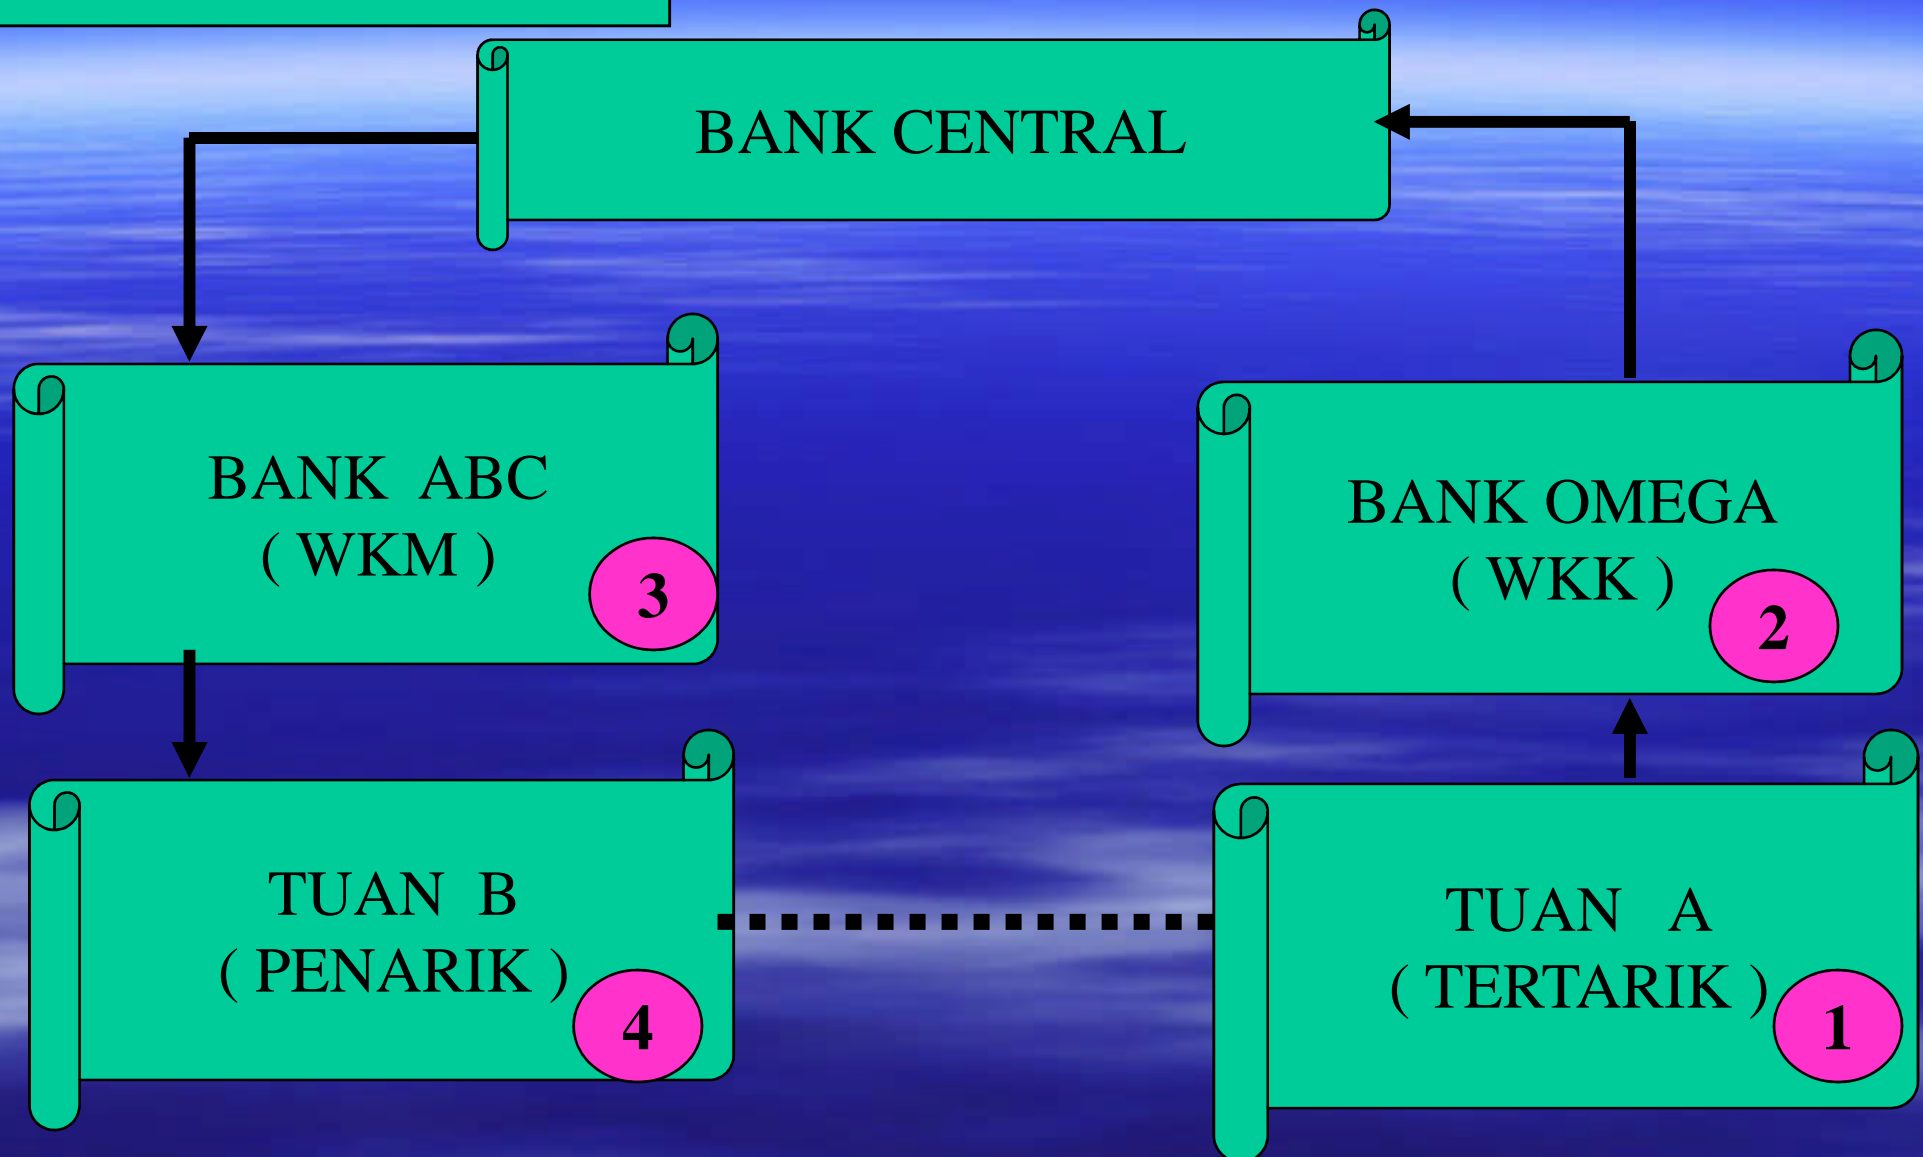 BANK CENTRAL
BANK ABC
( WKM )
3
BANK OMEGA
( WKK )
2
TUAN B
( PENARIK )
4
TUAN A
( TERTARIK )
1